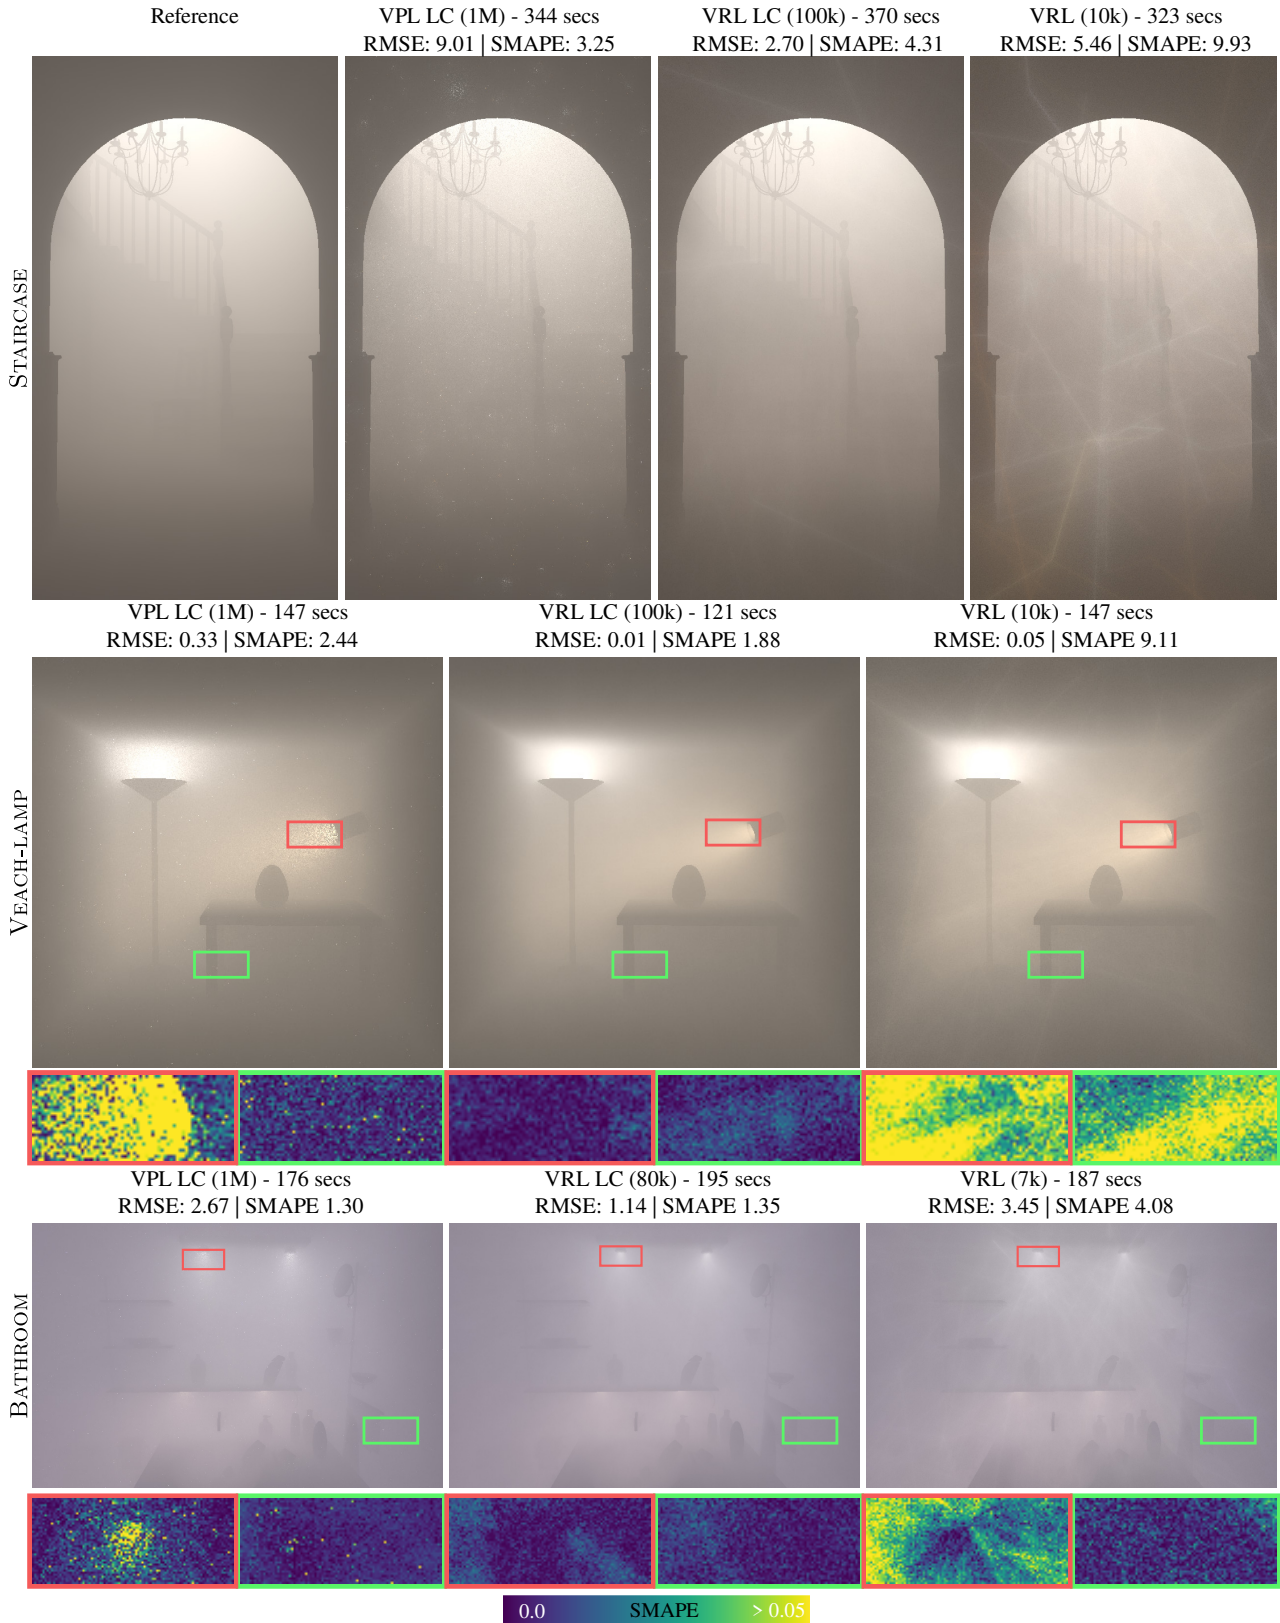 Reference
VPL LC (1M) - 344 secs
RMSE: 9.01 | SMAPE: 3.25
VRL LC (100k) - 370 secs
RMSE: 2.70 | SMAPE: 4.31
VRL (10k) - 323 secs
RMSE: 5.46 | SMAPE: 9.93
STAIRCASE
VPL LC (1M) - 147 secs
RMSE: 0.33 | SMAPE: 2.44
VRL LC (100k) - 121 secs
RMSE: 0.01 | SMAPE 1.88
VRL (10k) - 147 secs
RMSE: 0.05 | SMAPE 9.11
VEACH-LAMP
VPL LC (1M) - 176 secs
RMSE: 2.67 | SMAPE 1.30
VRL LC (80k) - 195 secs
RMSE: 1.14 | SMAPE 1.35
VRL (7k) - 187 secs
RMSE: 3.45 | SMAPE 4.08
BATHROOM
0.0 SMAPE > 0.05